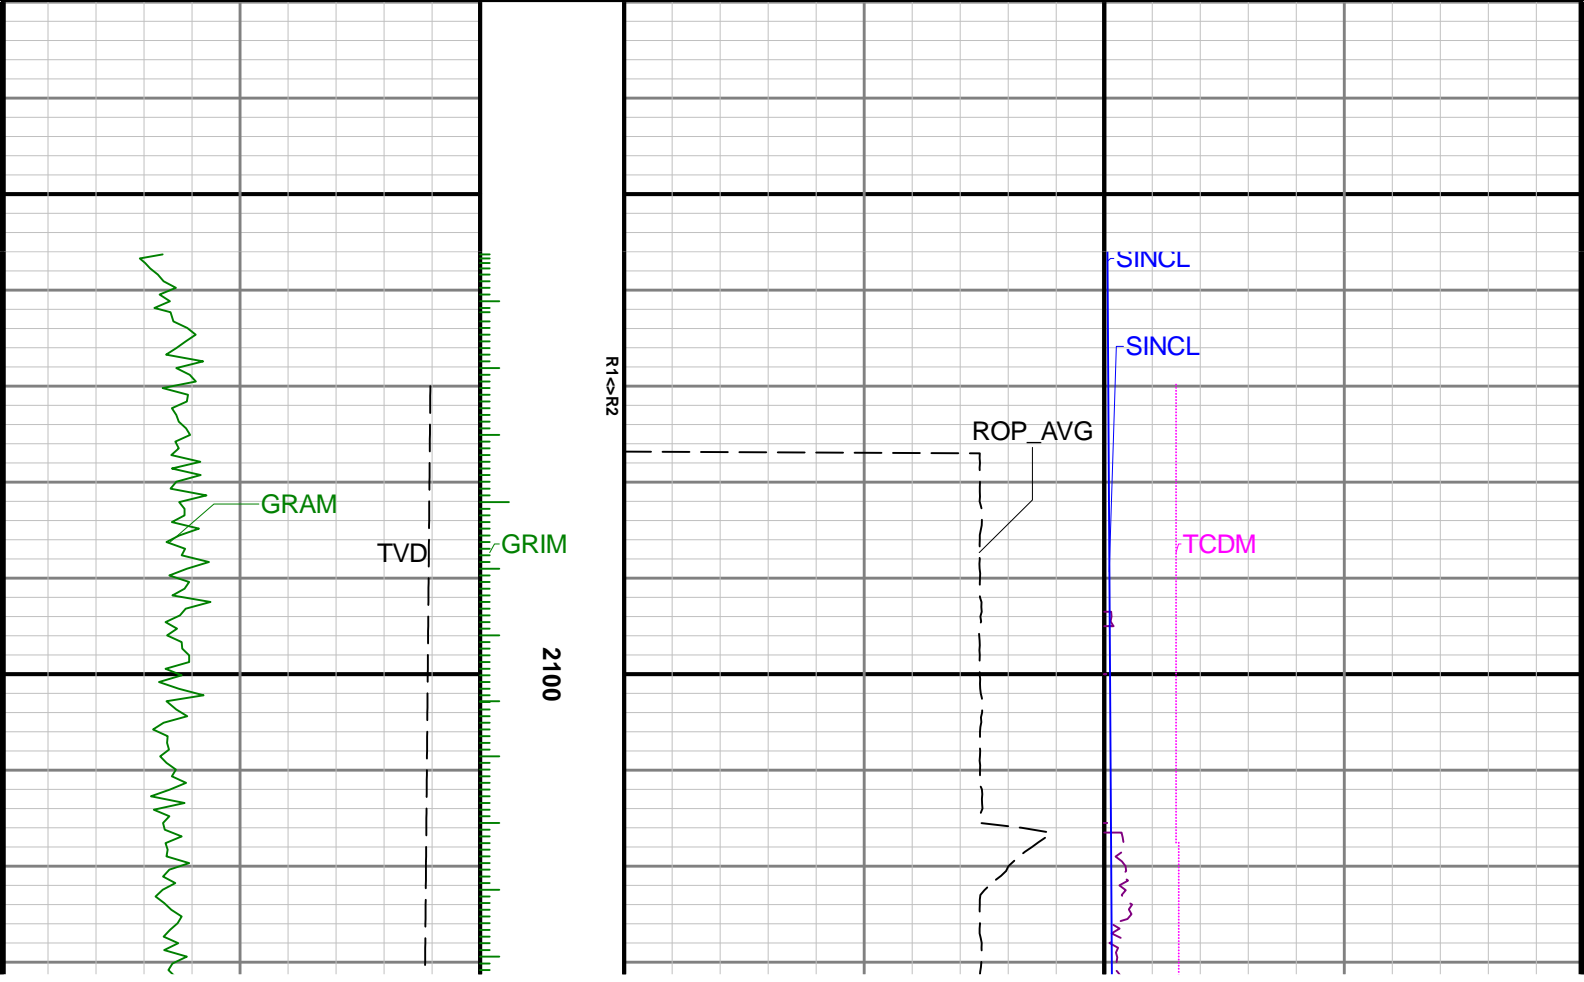 SINCL
SINCL
R1<>R2
ROP_AVG
GRAM
TVD
GRIM
TCDM
2100